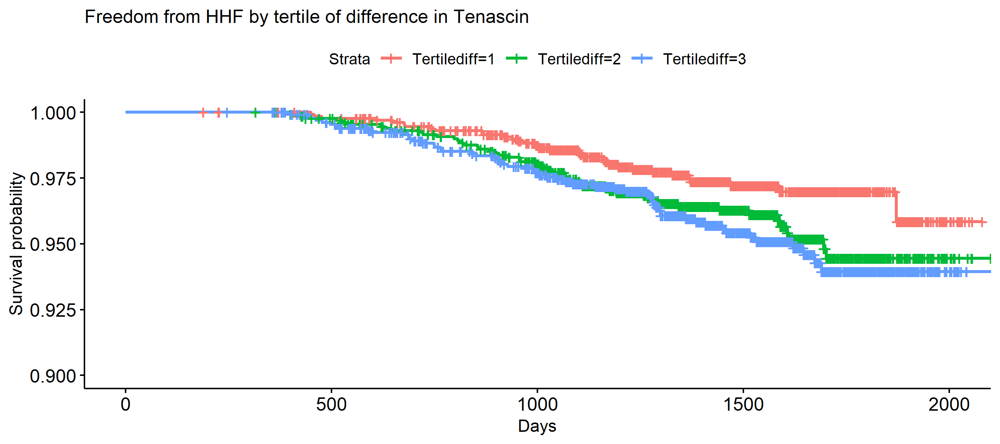 Freedom from HHF by tertile of difference in Tenascin
Strata Tertilediff=1 Tertilediff=2 Tertilediff=3
Survival probability
1.000
0.975
0.950
0.925
0.900
0 500 1000 1500 2000
Days